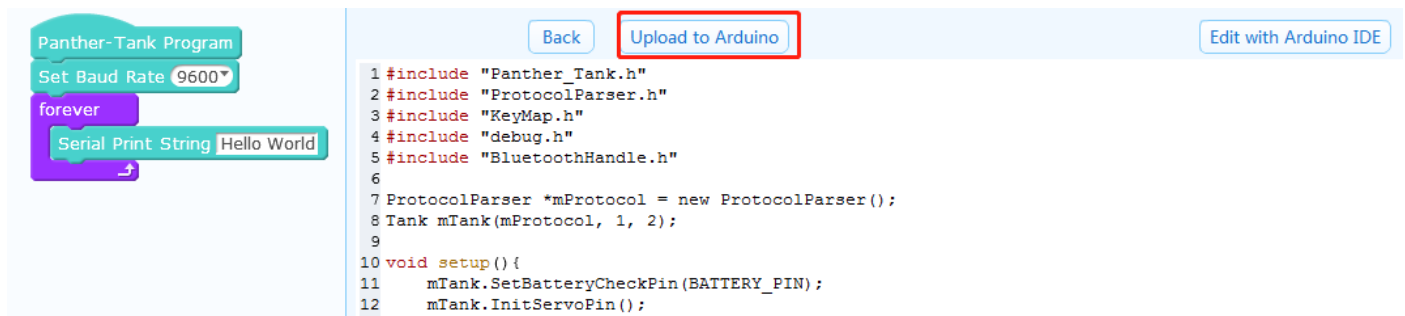 Panther-Tank Program
Set Baud Rate 9600
forever
Serial Print String Hello World
Back
Upload to Arduino
Edit with Arduino IDE
1 #include "Panther_Tank.h"
2 #include "ProtocolParser.h"
3 #include "KeyMap.h"
4 #include "debug.h"
5 #include "BluetoothHandle.h"
6
7 ProtocolParser *mProtocol = new ProtocolParser();
8 Tank mTank(mProtocol, 1, 2);
9
10 void setup(){
11     mTank.SetBatteryCheckPin(BATTERY_PIN);
12     mTank.InitServoPin();